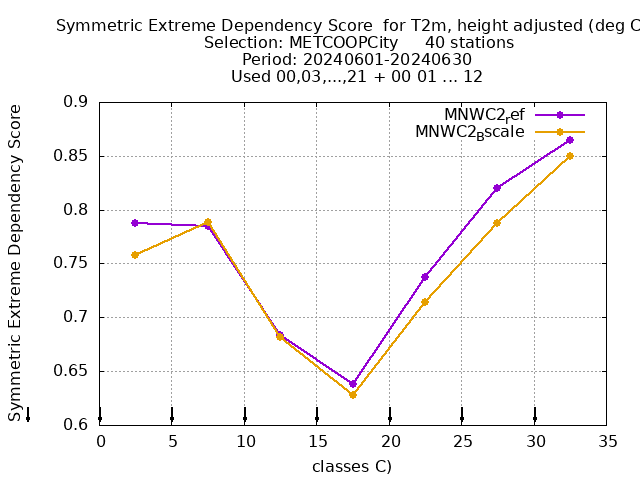 Symmetric Extreme Dependency Score for T2m, height adjusted (deg C
Selection: METCOOPCity 40 stations
Period: 20240601-20240630
Used 00,03,...,21 + 00 01 ... 12
MNWC2ref
MNWC2Bscale
Symmetric Extreme Dependency Score
0.9
0.85
0.8
0.75
0.7
0.65
0.6
0 5 10 15 20 25 30 35
classes C)